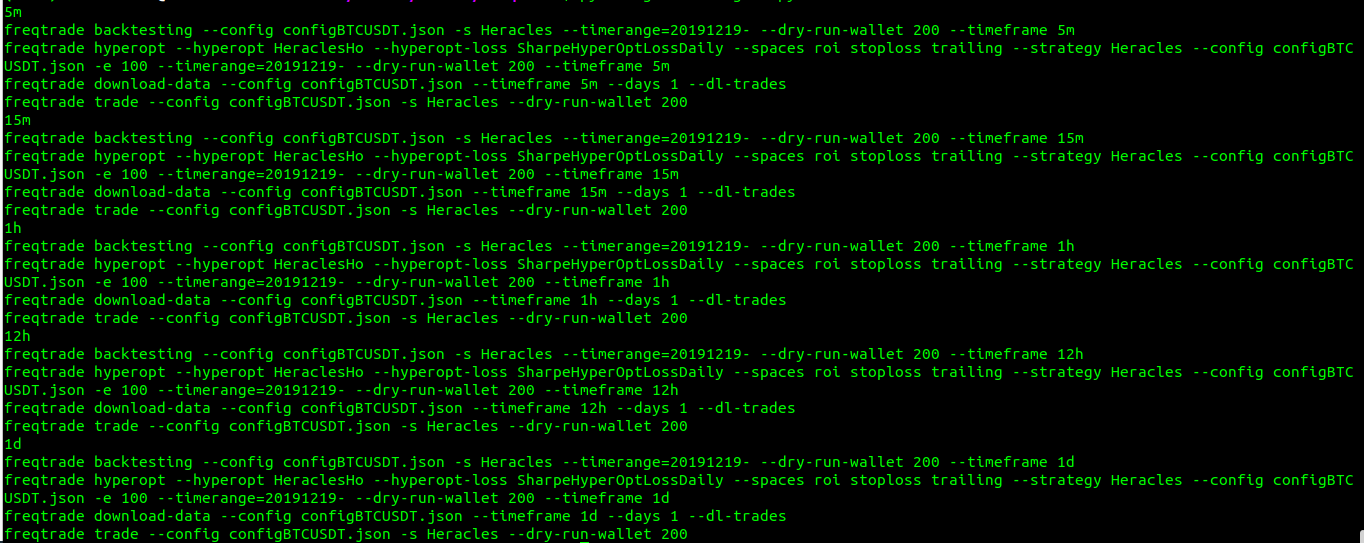 5m
freqtrade backtesting --config configBTCUSDT.json -s Heracles --timerange=20191219- --dry-run-wallet 200 --timeframe 5m
freqtrade hyperopt --hyperopt HeraclesHo --hyperopt-loss SharpeHyperOptLossDaily --spaces roi stoploss trailing --strategy Heracles --config configBTC
USDT.json -e 100 --timerange=20191219- --dry-run-wallet 200 --timeframe 5m
freqtrade download-data --config configBTCUSDT.json --timeframe 5m --days 1 --dl-trades
freqtrade trade --config configBTCUSDT.json -s Heracles --dry-run-wallet 200
15m
freqtrade backtesting --config configBTCUSDT.json -s Heracles --timerange=20191219- --dry-run-wallet 200 --timeframe 15m
freqtrade hyperopt --hyperopt HeraclesHo --hyperopt-loss SharpeHyperOptLossDaily --spaces roi stoploss trailing --strategy Heracles --config configBTC
USDT.json -e 100 --timerange=20191219- --dry-run-wallet 200 --timeframe 15m
freqtrade download-data --config configBTCUSDT.json --timeframe 15m --days 1 --dl-trades
freqtrade trade --config configBTCUSDT.json -s Heracles --dry-run-wallet 200
1h
freqtrade backtesting --config configBTCUSDT.json -s Heracles --timerange=20191219- --dry-run-wallet 200 --timeframe 1h
freqtrade hyperopt --hyperopt HeraclesHo --hyperopt-loss SharpeHyperOptLossDaily --spaces roi stoploss trailing --strategy Heracles --config configBTC
USDT.json -e 100 --timerange=20191219- --dry-run-wallet 200 --timeframe 1h
freqtrade download-data --config configBTCUSDT.json --timeframe 1h --days 1 --dl-trades
freqtrade trade --config configBTCUSDT.json -s Heracles --dry-run-wallet 200
12h
freqtrade backtesting --config configBTCUSDT.json -s Heracles --timerange=20191219- --dry-run-wallet 200 --timeframe 12h
freqtrade hyperopt --hyperopt HeraclesHo --hyperopt-loss SharpeHyperOptLossDaily --spaces roi stoploss trailing --strategy Heracles --config configBTC
USDT.json -e 100 --timerange=20191219- --dry-run-wallet 200 --timeframe 12h
freqtrade download-data --config configBTCUSDT.json --timeframe 12h --days 1 --dl-trades
freqtrade trade --config configBTCUSDT.json -s Heracles --dry-run-wallet 200
1d
freqtrade backtesting --config configBTCUSDT.json -s Heracles --timerange=20191219- --dry-run-wallet 200 --timeframe 1d
freqtrade hyperopt --hyperopt HeraclesHo --hyperopt-loss SharpeHyperOptLossDaily --spaces roi stoploss trailing --strategy Heracles --config configBTC
USDT.json -e 100 --timerange=20191219- --dry-run-wallet 200 --timeframe 1d
freqtrade download-data --config configBTCUSDT.json --timeframe 1d --days 1 --dl-trades
freqtrade trade --config configBTCUSDT.json -s Heracles --dry-run-wallet 200